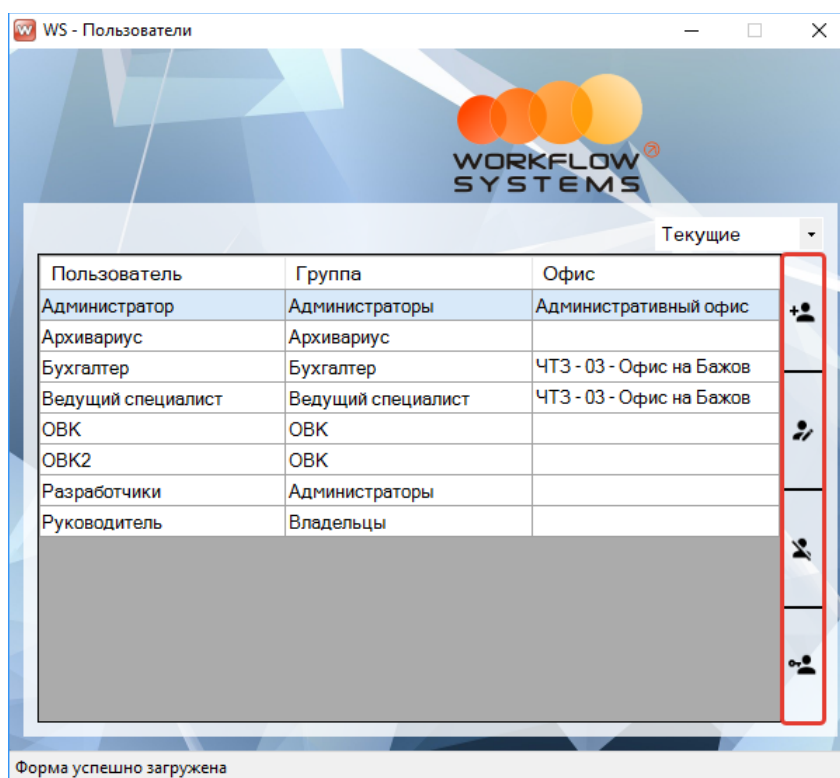 WS - Пользователи
WORKFLOW
SYSTEMS
Текущие
Пользователь Группа Офис
Администратор Администраторы Административный офис
Архивариус Архивариус
Бухгалтер Бухгалтер ЧТЗ - 03 - Офис на Бажов
Ведущий специалист Ведущий специалист ЧТЗ - 03 - Офис на Бажов
ОВК ОВК
ОВК2 ОВК
Разработчики Администраторы
Руководитель Владельцы
Форма успешно загружена